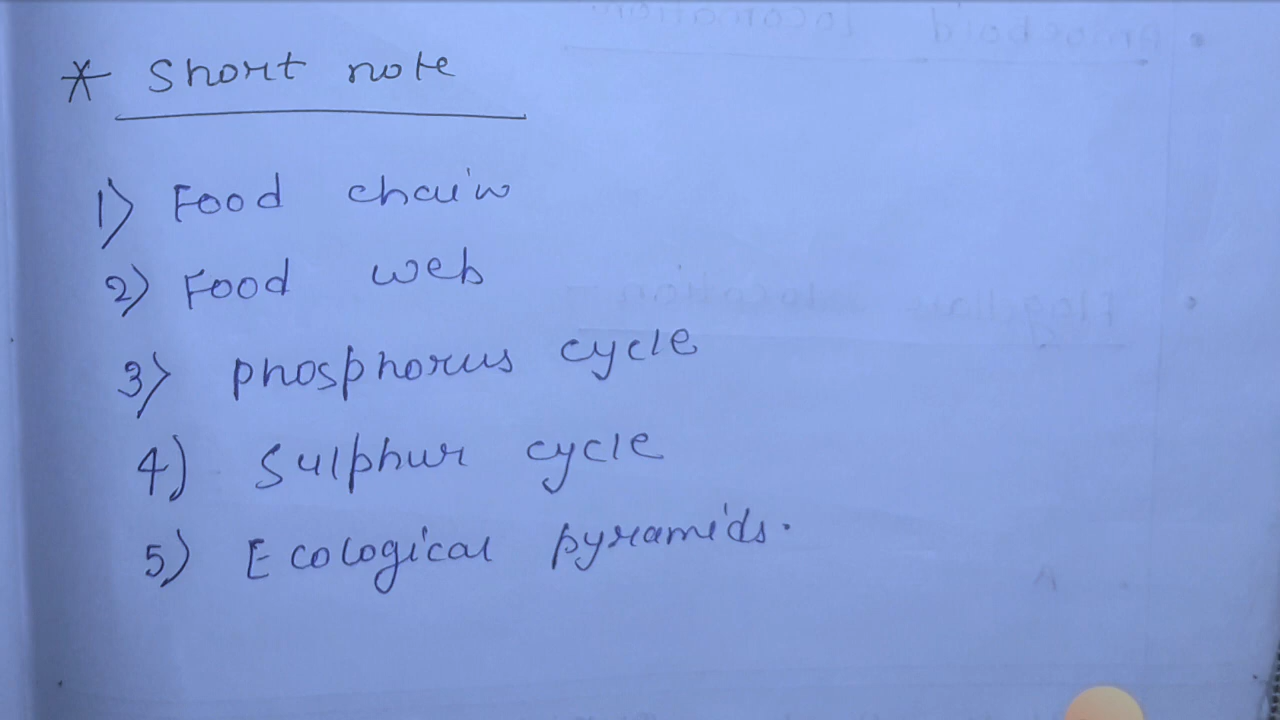 * Short note
1) Food chain
2) Food web
3) phosphorus cycle
4) Sulphur cycle
5) Ecological pyramids.